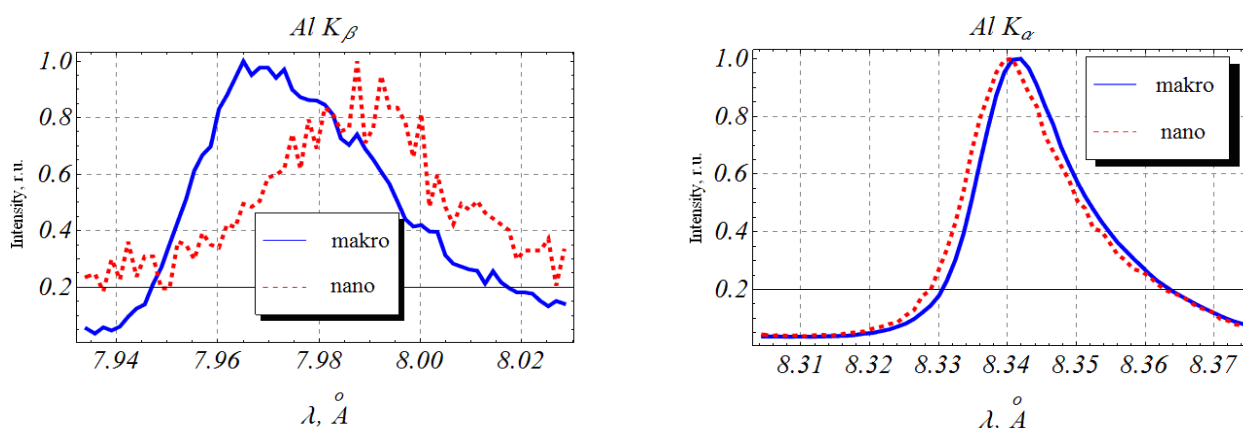 Al Kβ
Intensity, r.u.
1.0
0.8
0.6
0.4
0.2
makro
nano
7.94 7.96 7.98 8.00 8.02
λ, Å
Al Kα
Intensity, r.u.
1.0
0.8
0.6
0.4
0.2
makro
nano
8.31 8.32 8.33 8.34 8.35 8.36 8.37
λ, Å